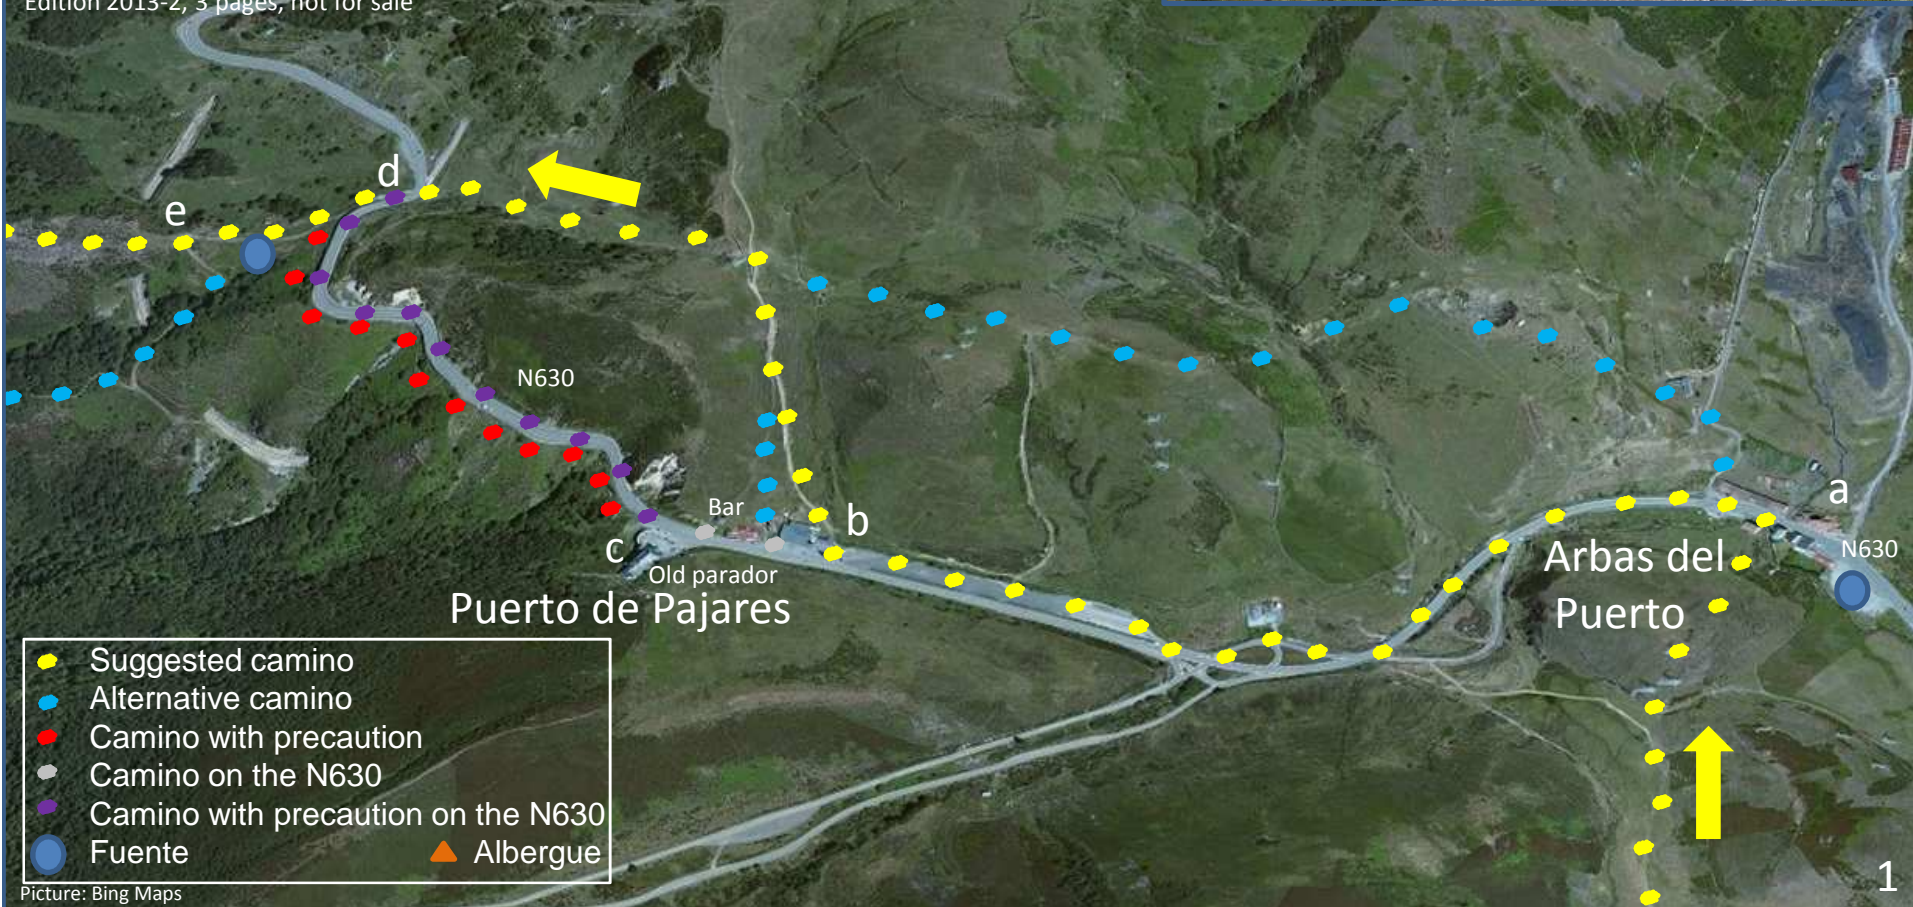 Edition 2013-2, 3 pages, not for sale
d
e
N630
Bar
b
a
c
Old parador
Puerto de Pajares
Arbas del
Puerto
N630
Suggested camino
Alternative camino
Camino with precaution
Camino on the N630
Camino with precaution on the N630
Fuente
Albergue
Picture: Bing Maps
1